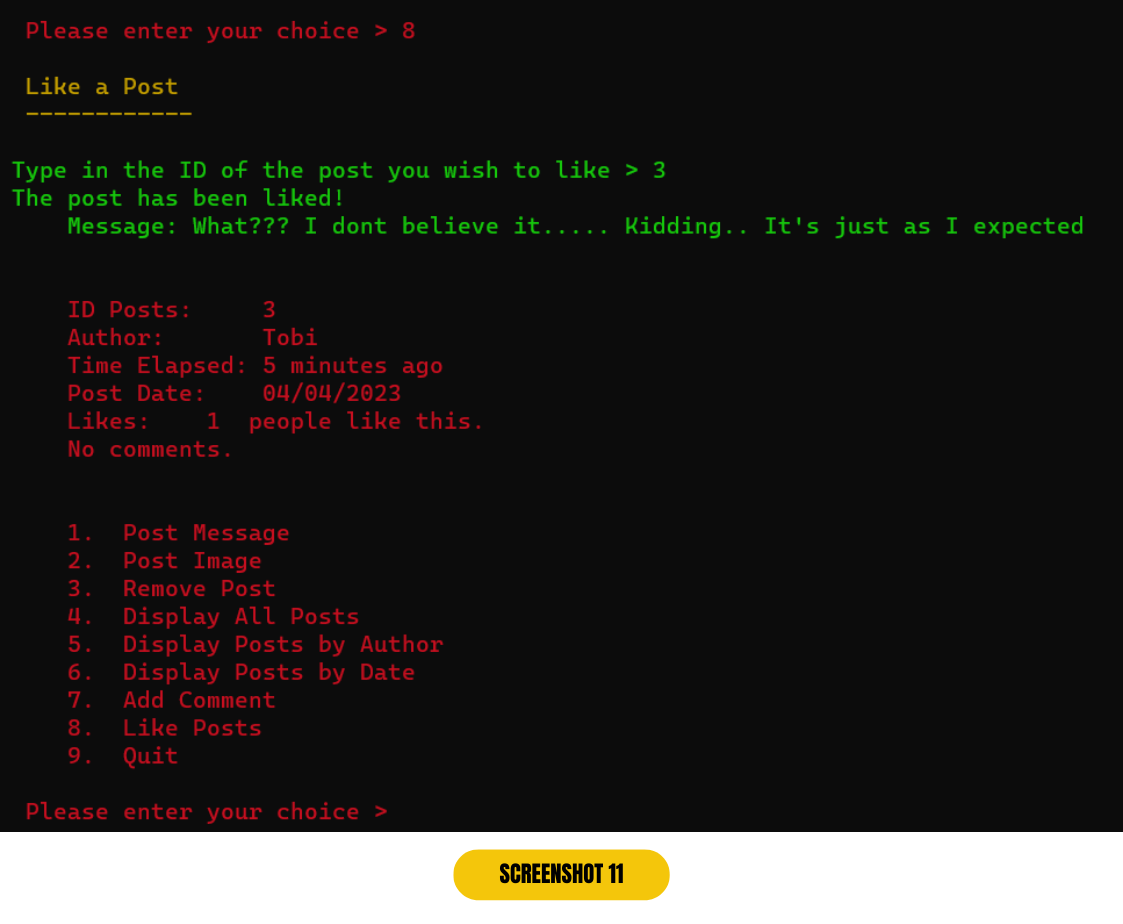 Please enter your choice > 8
Like a Post
------------
Type in the ID of the post you wish to like > 3
The post has been liked!
Message: What??? I dont believe it..... Kidding.. It's just as I expected
ID Posts: 3
Author: Tobi
Time Elapsed: 5 minutes ago
Post Date: 04/04/2023
Likes: 1 people like this.
No comments.
1. Post Message
2. Post Image
3. Remove Post
4. Display All Posts
5. Display Posts by Author
6. Display Posts by Date
7. Add Comment
8. Like Posts
9. Quit
Please enter your choice >
SCREENSHOT 11